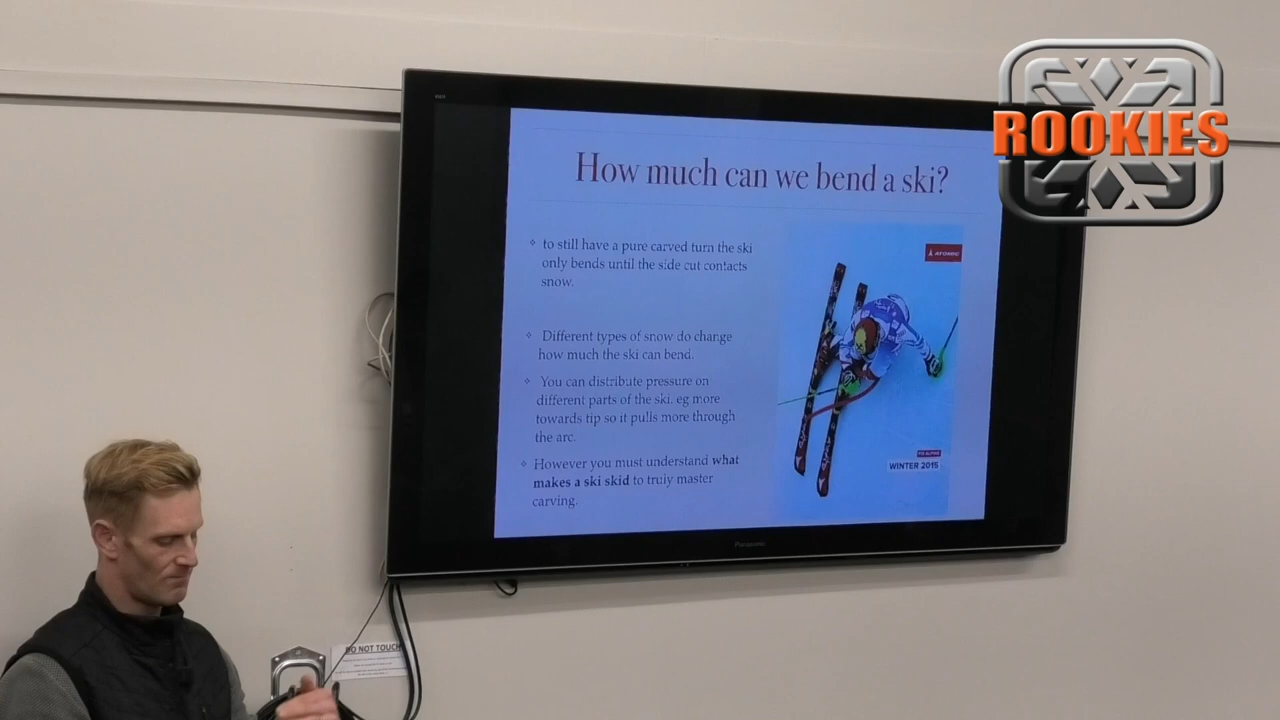 ROOKIES
How much can we bend a ski?
to still have a pure carved turn the ski
only bends until the side cut contacts
snow.
Different types of snow do change
how much the ski can bend.
You can distribute pressure on
different parts of the ski. eg more
towards tip so it pulls more through
the arc.
However you must understand what
makes a ski skid to truly master
carving.
ATOMIC
WINTER 2015
Panasonic
DO NOT TOUCH